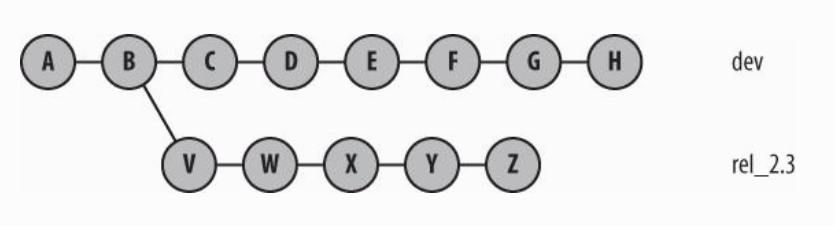 A B C D E F G H dev
V W X Y Z rel_2.3